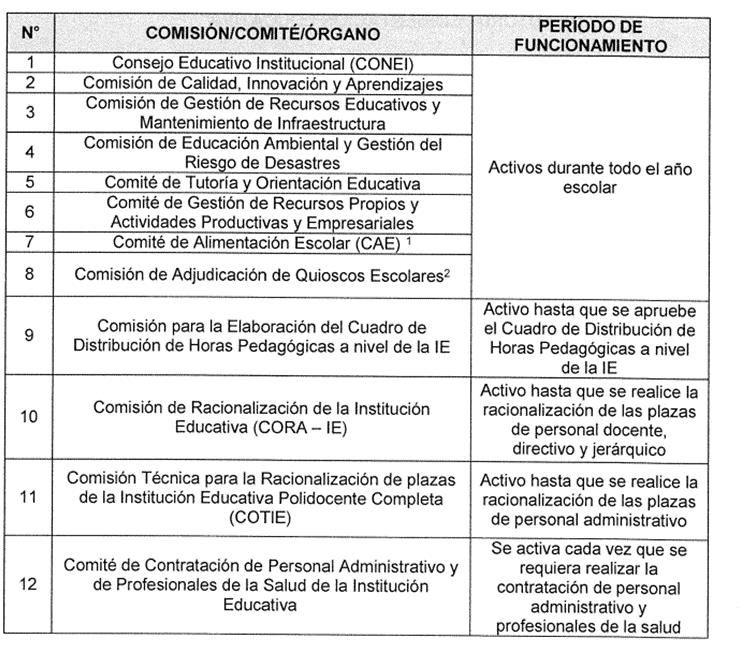 N° COMISIÓN/COMITÉ/ÓRGANO PERÍODO DE
FUNCIONAMIENTO
1 Consejo Educativo Institucional (CONEI)
2 Comisión de Calidad, Innovación y Aprendizajes
3 Comisión de Gestión de Recursos Educativos y
Mantenimiento de Infraestructura
4 Comisión de Educación Ambiental y Gestión del
Riesgo de Desastres
5 Comité de Tutoría y Orientación Educativa
6 Comité de Gestión de Recursos Propios y
Actividades Productivas y Empresariales
7 Comité de Alimentación Escolar (CAE) ¹
8 Comisión de Adjudicación de Quioscos Escolares²
Activos durante todo el año
escolar
9 Comisión para la Elaboración del Cuadro de
Distribución de Horas Pedagógicas a nivel de la IE
Activo hasta que se apruebe
el Cuadro de Distribución de
Horas Pedagógicas a nivel
de la IE
10 Comisión de Racionalización de la Institución
Educativa (CORA – IE)
Activo hasta que se realice la
racionalización de las plazas
de personal docente,
directivo y jerárquico
11 Comisión Técnica para la Racionalización de plazas
de la Institución Educativa Polidocente Completa
(COTIE)
Activo hasta que se realice la
racionalización de las plazas
de personal administrativo
12 Comité de Contratación de Personal Administrativo y
de Profesionales de la Salud de la Institución
Educativa
Se activa cada vez que se
requiera realizar la
contratación de personal
administrativo y
profesionales de la salud